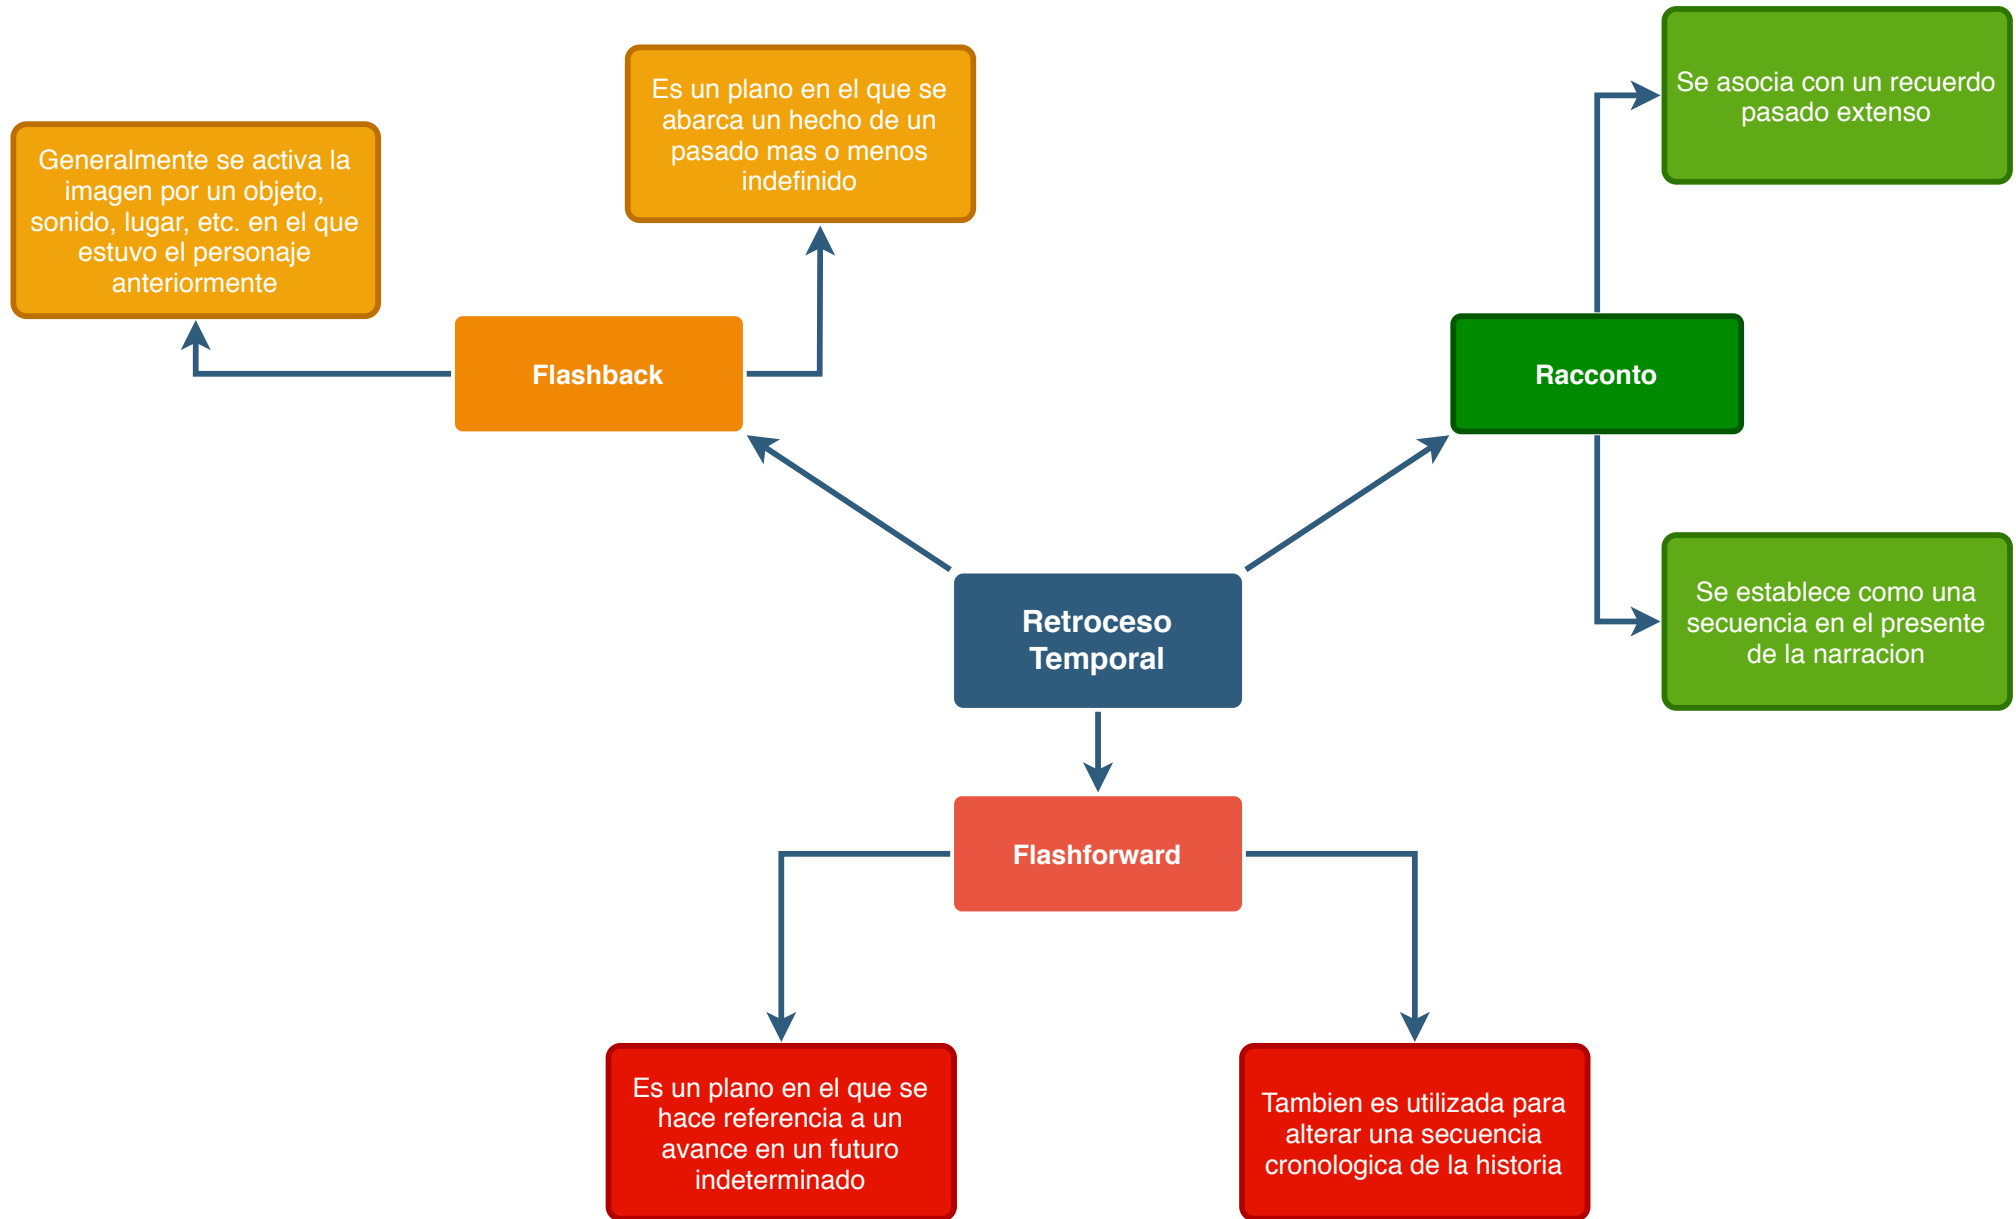 Generalmente se activa la
imagen por un objeto,
sonido, lugar, etc. en el que
estuvo el personaje
anteriormente
Es un plano en el que se
abarca un hecho de un
pasado mas o menos
indefinido
Se asocia con un recuerdo
pasado extenso
Flashback
Racconto
Retroceso
Temporal
Se establece como una
secuencia en el presente
de la narracion
Flashforward
Es un plano en el que se
hace referencia a un
avance en un futuro
indeterminado
Tambien es utilizada para
alterar una secuencia
cronologica de la historia